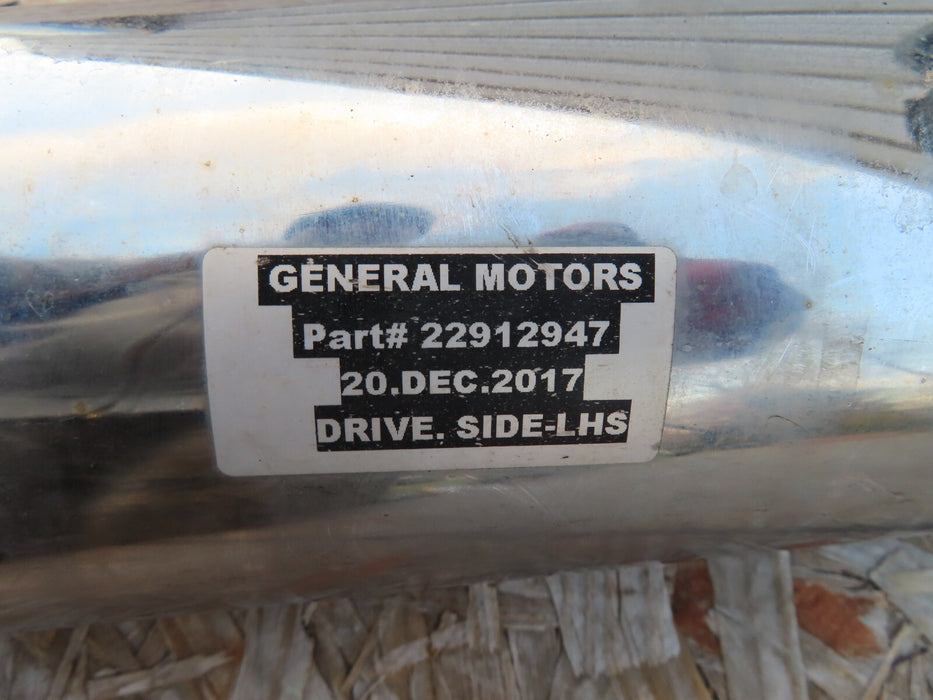 GENERAL MOTORS
Part# 22912947
20.DEC.2017
DRIVE. SIDE-LHS